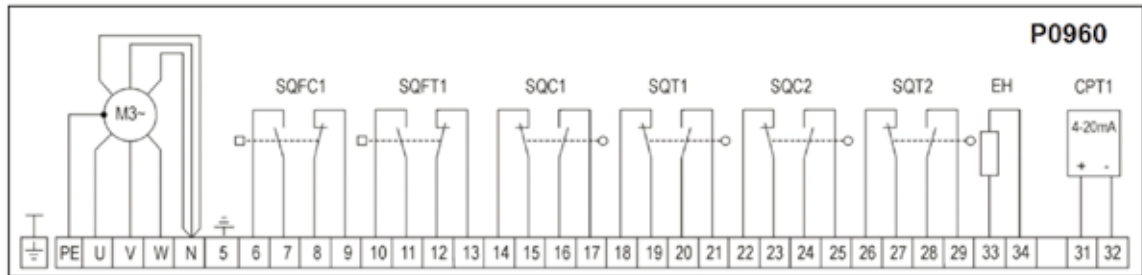 P0960
SQFC1 SQFT1 SQC1 SQT1 SQC2 SQT2 EH CPT1
M3~
4-20mA
+ -
PE U V W N 5 6 7 8 9 10 11 12 13 14 15 16 17 18 19 20 21 22 23 24 25 26 27 28 29 33 34 31 32